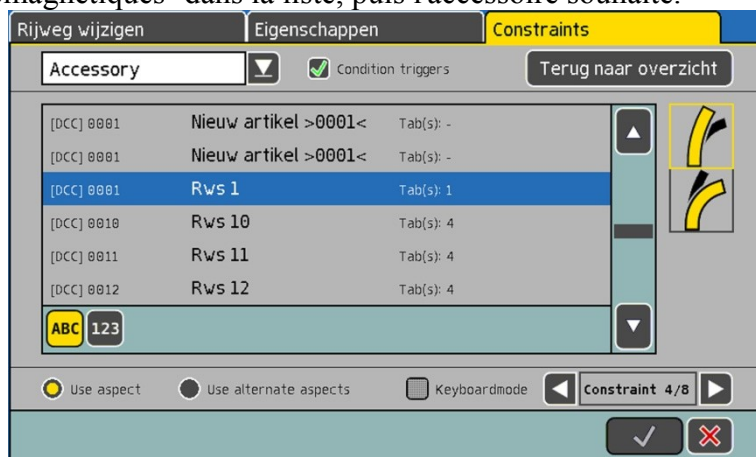 magnétiques" dans la liste, puis l'accessoire souhaité.
Rijweg wijzigen Eigenschappen Constraints
Accessory Condition triggers Terug naar overzicht
[DCC] 0001 Nieuw artikel >0001< Tab(s): -
[DCC] 0001 Nieuw artikel >0001< Tab(s): -
[DCC] 0001 Rws 1 Tab(s): 1
[DCC] 0010 Rws 10 Tab(s): 4
[DCC] 0011 Rws 11 Tab(s): 4
[DCC] 0012 Rws 12 Tab(s): 4
ABC 123
Use aspect Use alternate aspects Keyboardmode Constraint 4/8